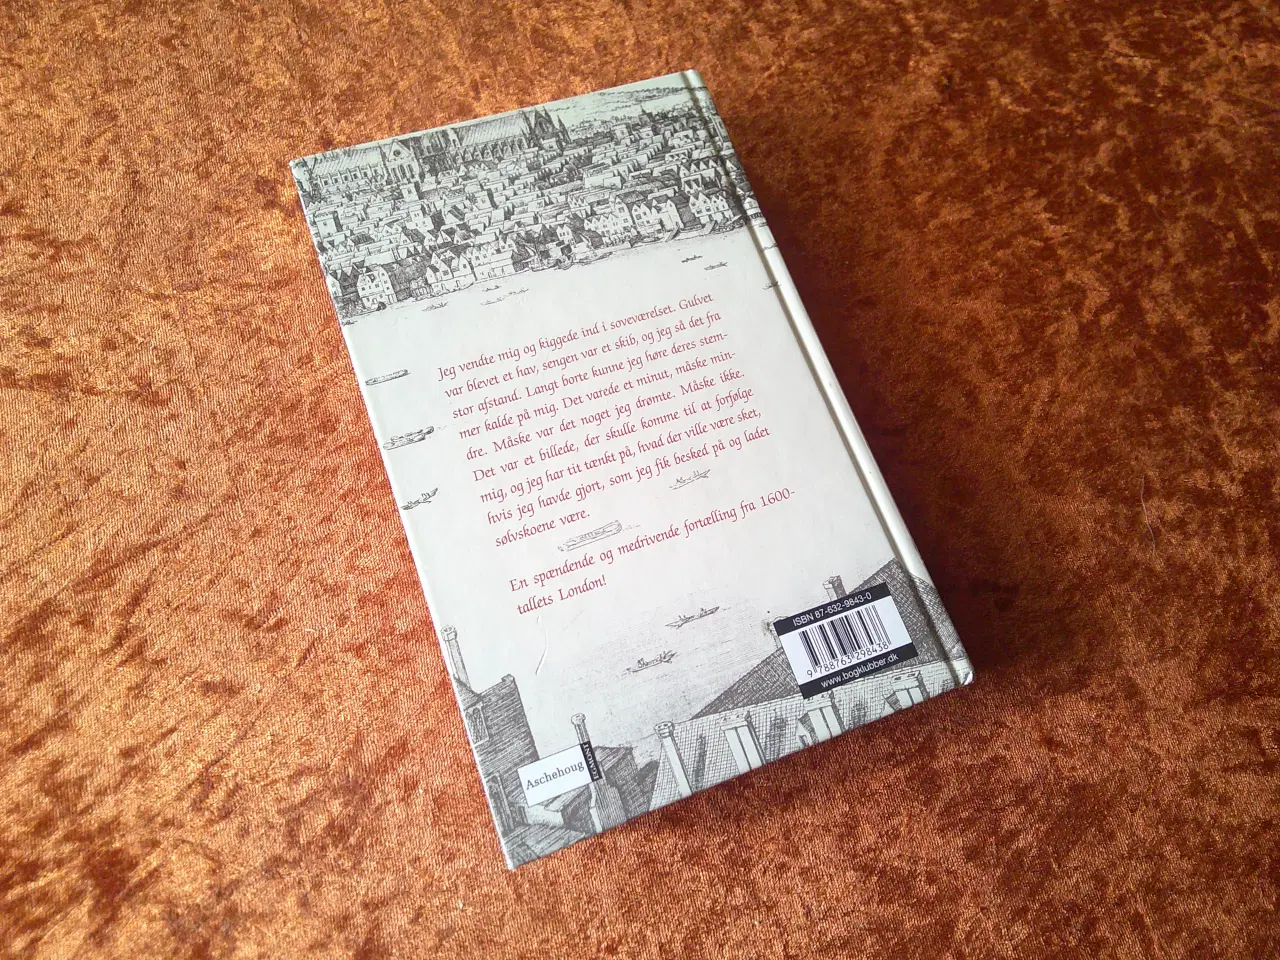 Jeg vendte mig og kiggede ind i soveværelset. Gulvet
var blevet et hav, sengen var et skib, og jeg så det fra
stor afstand. Langt borte kunne jeg høre deres stem-
mer kalde på mig. Det varede et minut, måske min-
dre. Måske var det noget jeg drømte. Måske ikke.
Det var et billede, der skulle komme til at forfølge
mig, og jeg har tit tænkt på, hvad der ville være sket,
hvis jeg havde gjort, som jeg fik besked på og ladet
sølvskoene være.
En spændende og medrivende fortælling fra 1600-
tallets London!
ISBN 87-632-9843-0
9 788763 298438
www.bogklubber.dk
Aschehoug
EGMONT